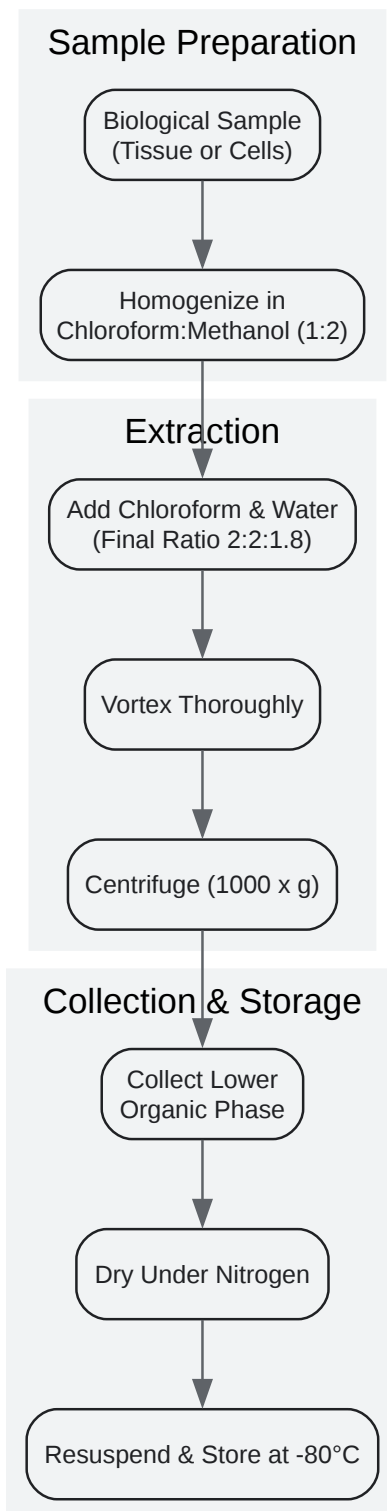 Sample Preparation
Biological Sample
(Tissue or Cells)
Homogenize in
Chloroform:Methanol (1:2)
Extraction
Add Chloroform & Water
(Final Ratio 2:2:1.8)
Vortex Thoroughly
Centrifuge (1000 x g)
Collection & Storage
Collect Lower
Organic Phase
Dry Under Nitrogen
Resuspend & Store at -80°C